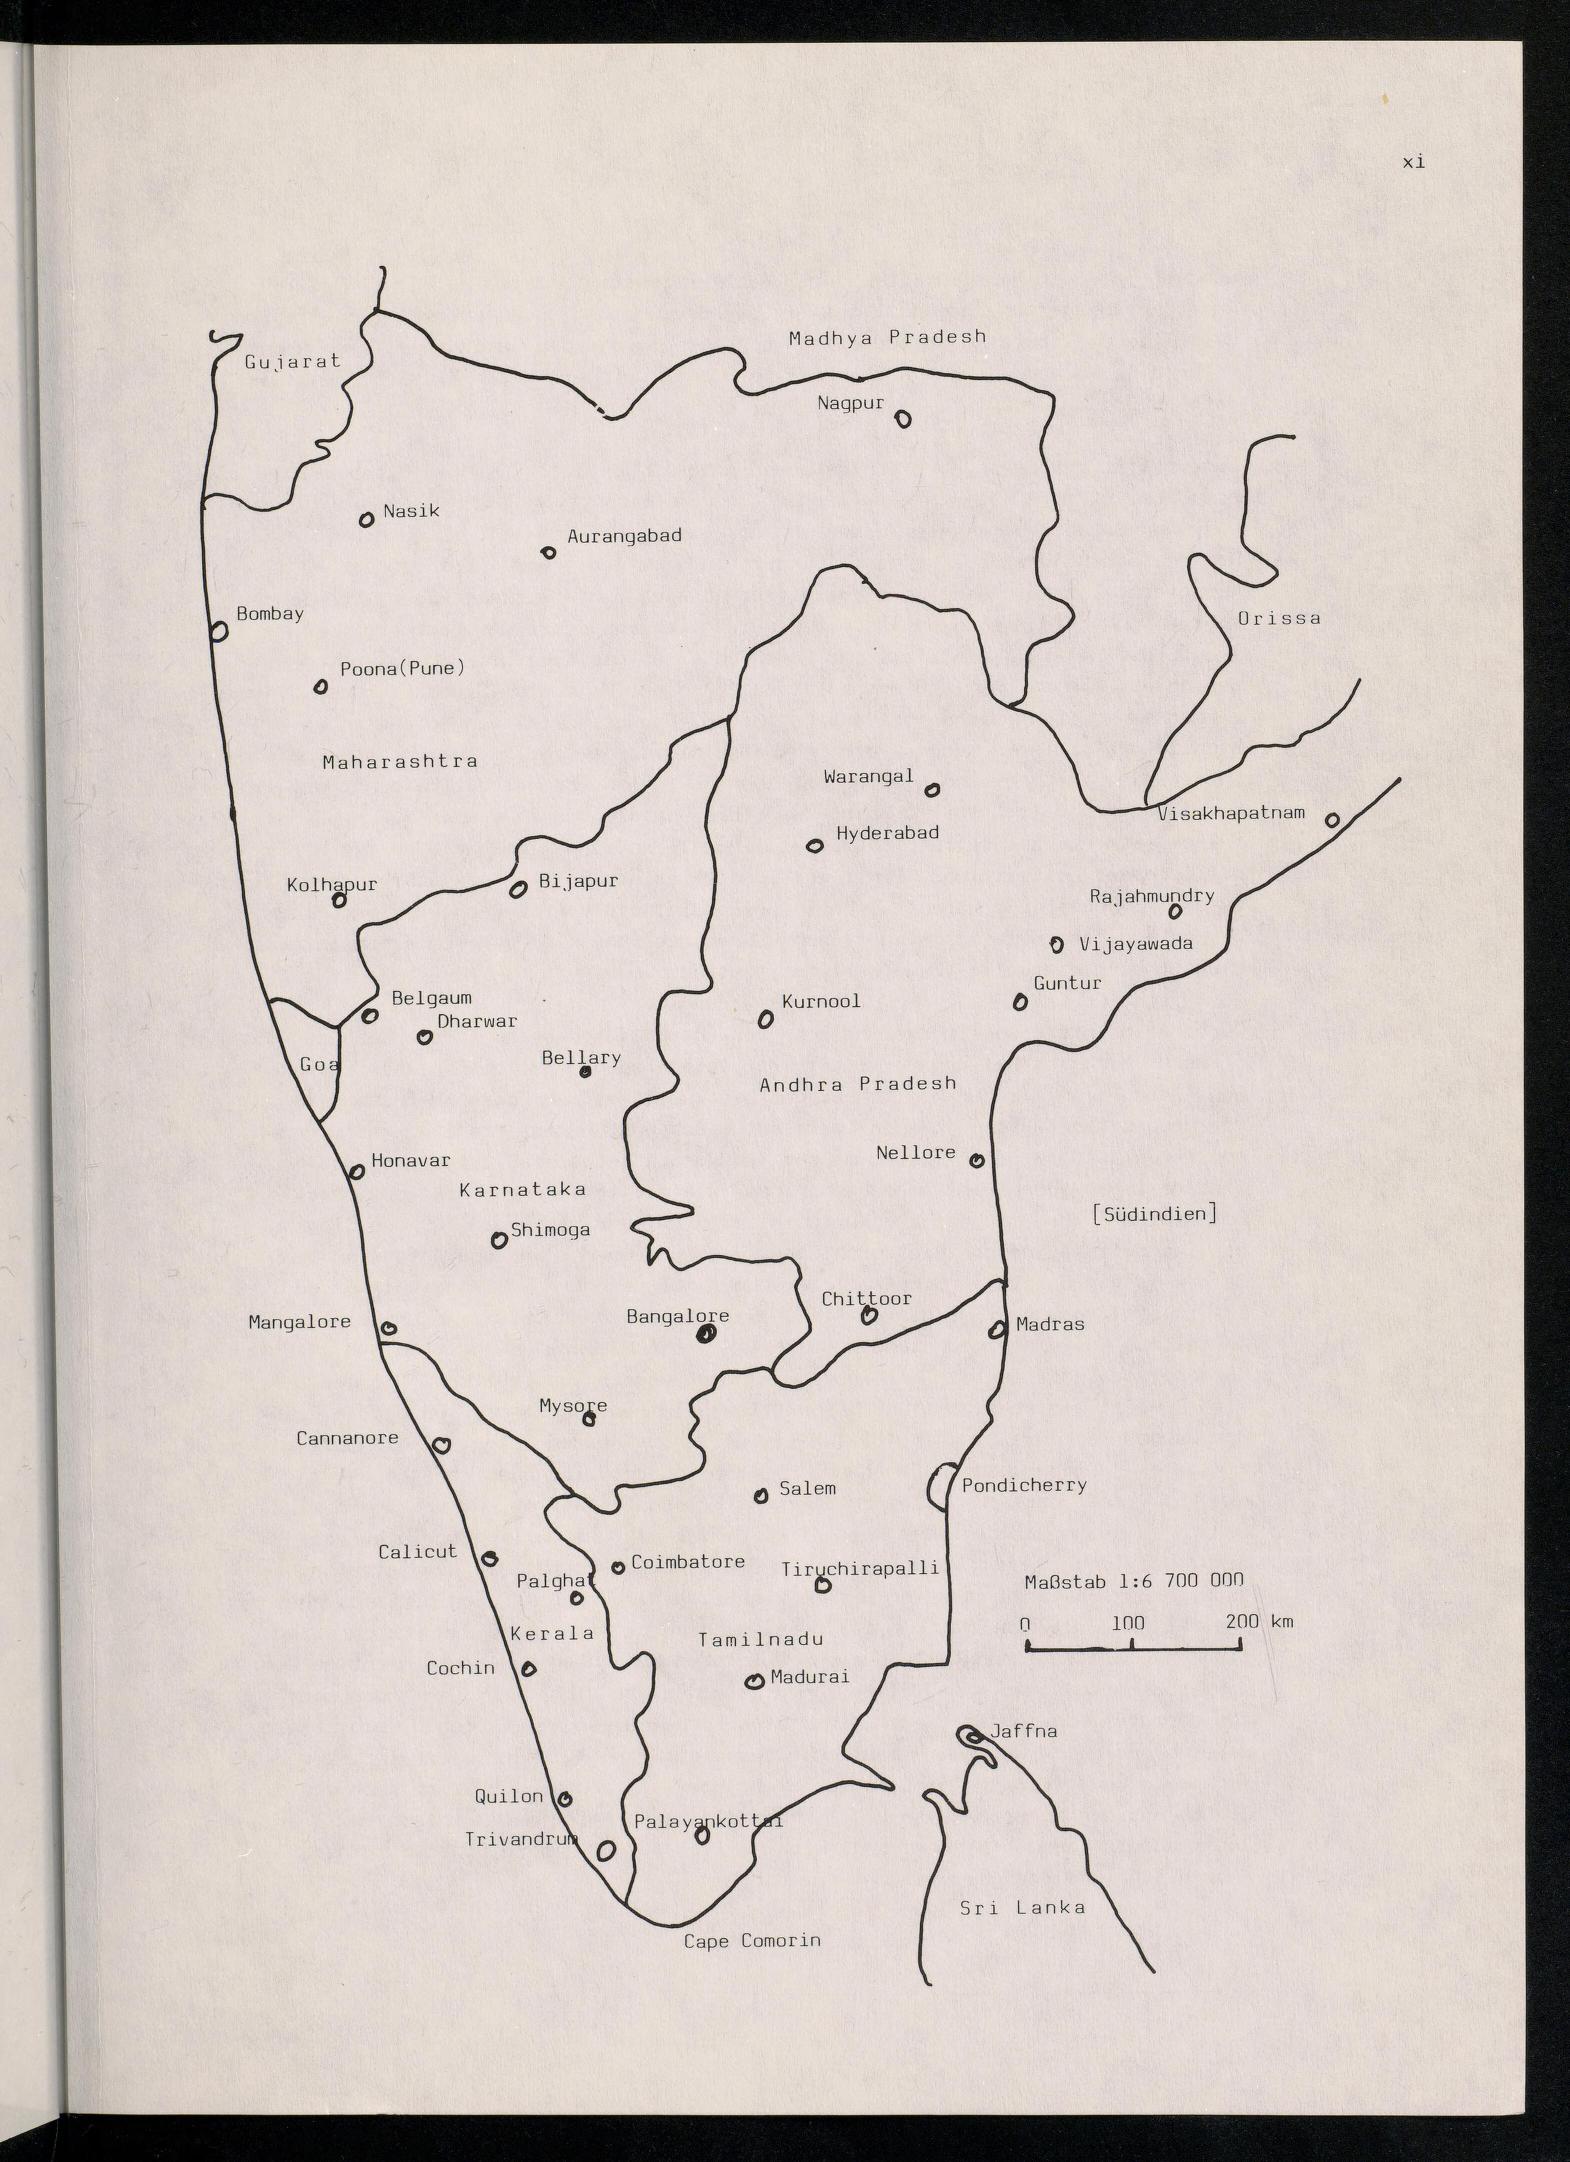 xi
Madhya Pradesh
Gujarat
Nagpur
Nasik
Aurangabad
Bombay
Orissa
Poona(Pune)
Maharashtra
Warangal
Visakhapatnam
Hyderabad
Kolhapur
Bijapur
Rajahmundry
Vijayawada
Guntur
Belgaum
Kurnool
Dharwar
Bellary
Goa
Andhra Pradesh
Nellore
Honavar
Karnataka
[Südindien]
Shimoga
Chittoor
Mangalore
Bangalore
Madras
Mysore
Cannanore
Salem
Pondicherry
Calicut
Coimbatore
Tiruchirapalli
Palghat
Maßstab 1:6 700 000
0 100 200 km
Kerala
Tamilnadu
Cochin
Madurai
Jaffna
Quilon
Palayankottai
Trivandrum
Sri Lanka
Cape Comorin